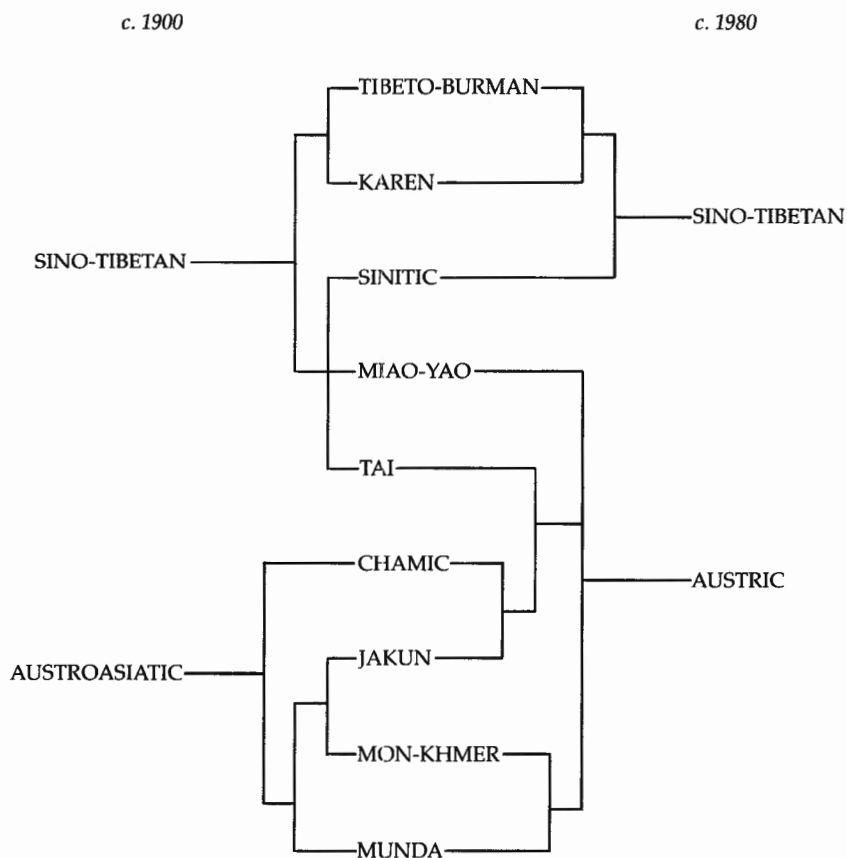 c. 1900
c. 1980
TIBETO-BURMAN
KAREN
SINO-TIBETAN
SINO-TIBETAN
SINITIC
MIAO-YAO
TAI
CHAMIC
AUSTRIC
JAKUN
AUSTROASIATIC
MON-KHMER
MUNDA